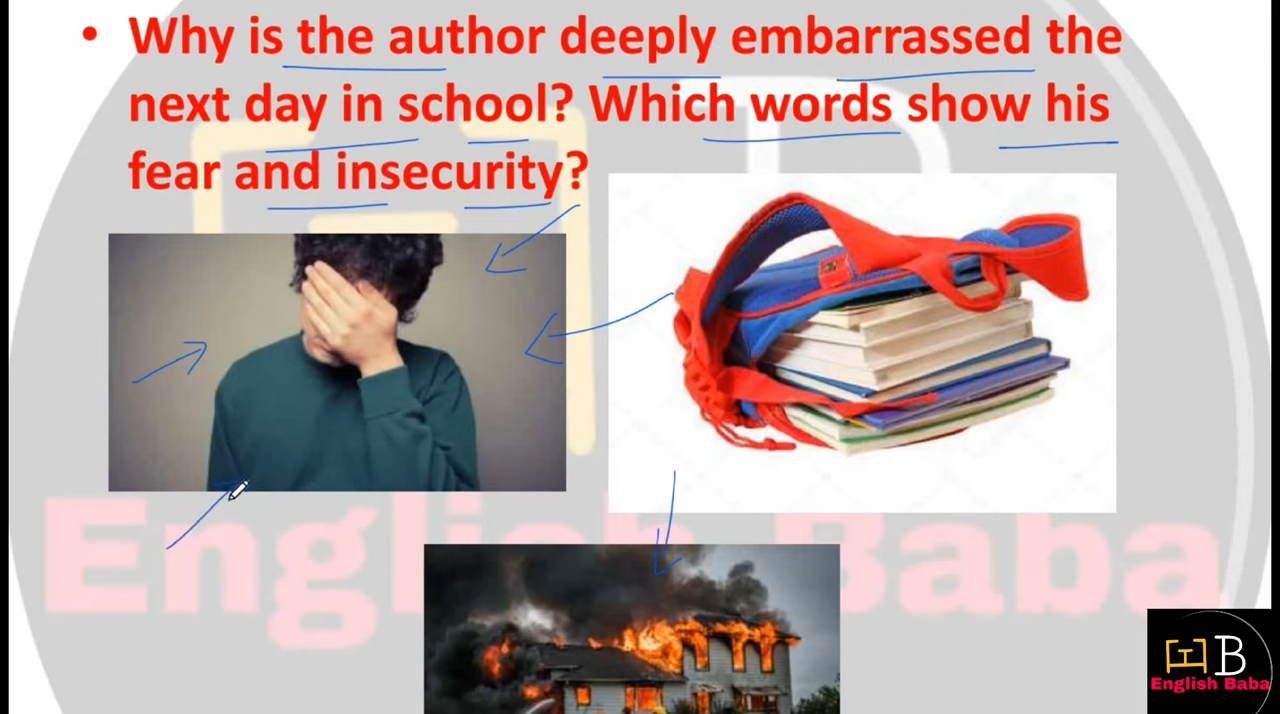 • Why is the author deeply embarrassed the
next day in school? Which words show his
fear and insecurity?
English Baba
B
English Baba